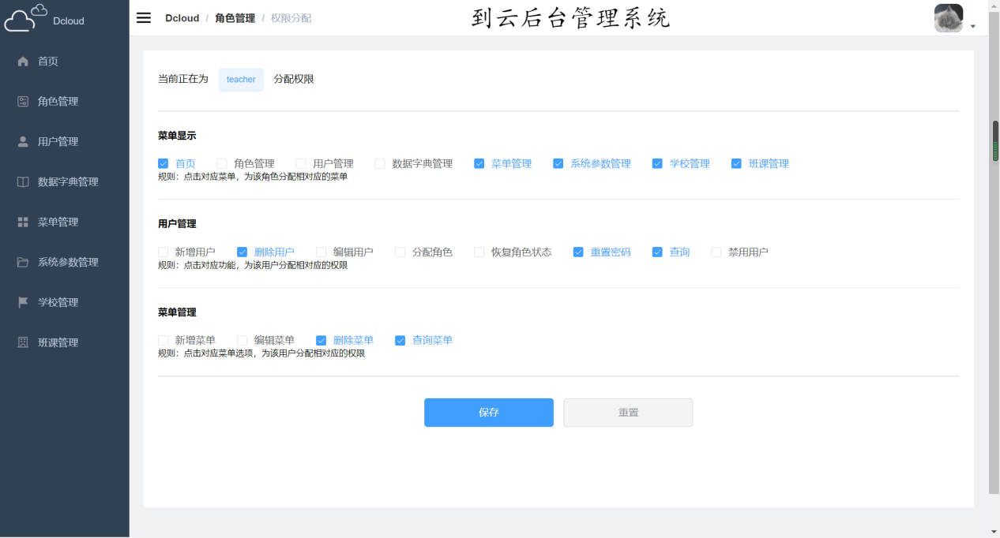 Dcloud
Dcloud / 角色管理 / 权限分配
到云后台管理系统
首页
角色管理
用户管理
数据字典管理
菜单管理
系统参数管理
学校管理
班课管理
当前正在为 teacher 分配权限
菜单显示
首页 角色管理 用户管理 数据字典管理 菜单管理 系统参数管理 学校管理 班课管理
规则：点击对应菜单，为该角色分配相对应的菜单
用户管理
新增用户 删除用户 编辑用户 分配角色 恢复角色状态 重置密码 查询 禁用用户
规则：点击对应功能，为该用户分配相对应的权限
菜单管理
新增菜单 编辑菜单 删除菜单 查询菜单
规则：点击对应菜单选项，为该用户分配相对应的权限
保存 重置